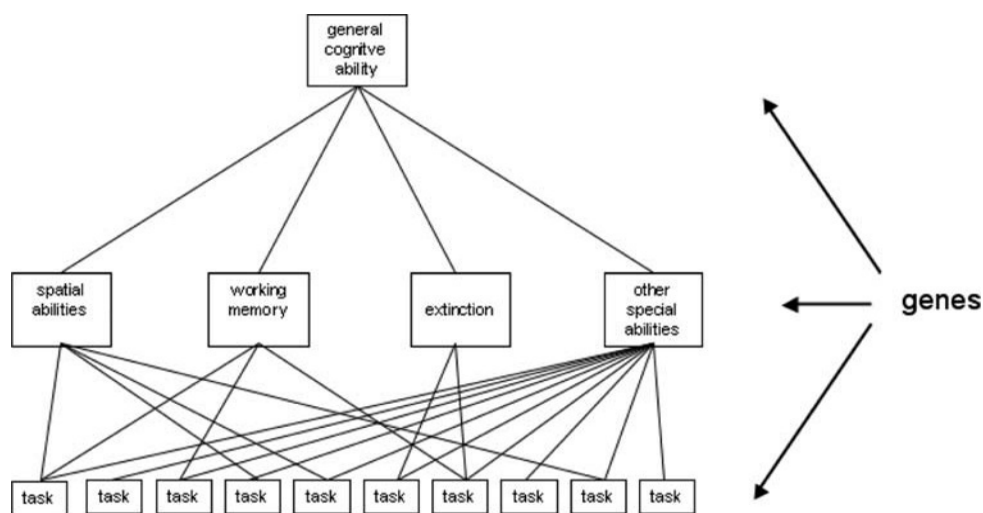 general
cognitve
ability
spatial
abilities
working
memory
extinction
other
special
abilities
genes
task
task
task
task
task
task
task
task
task
task